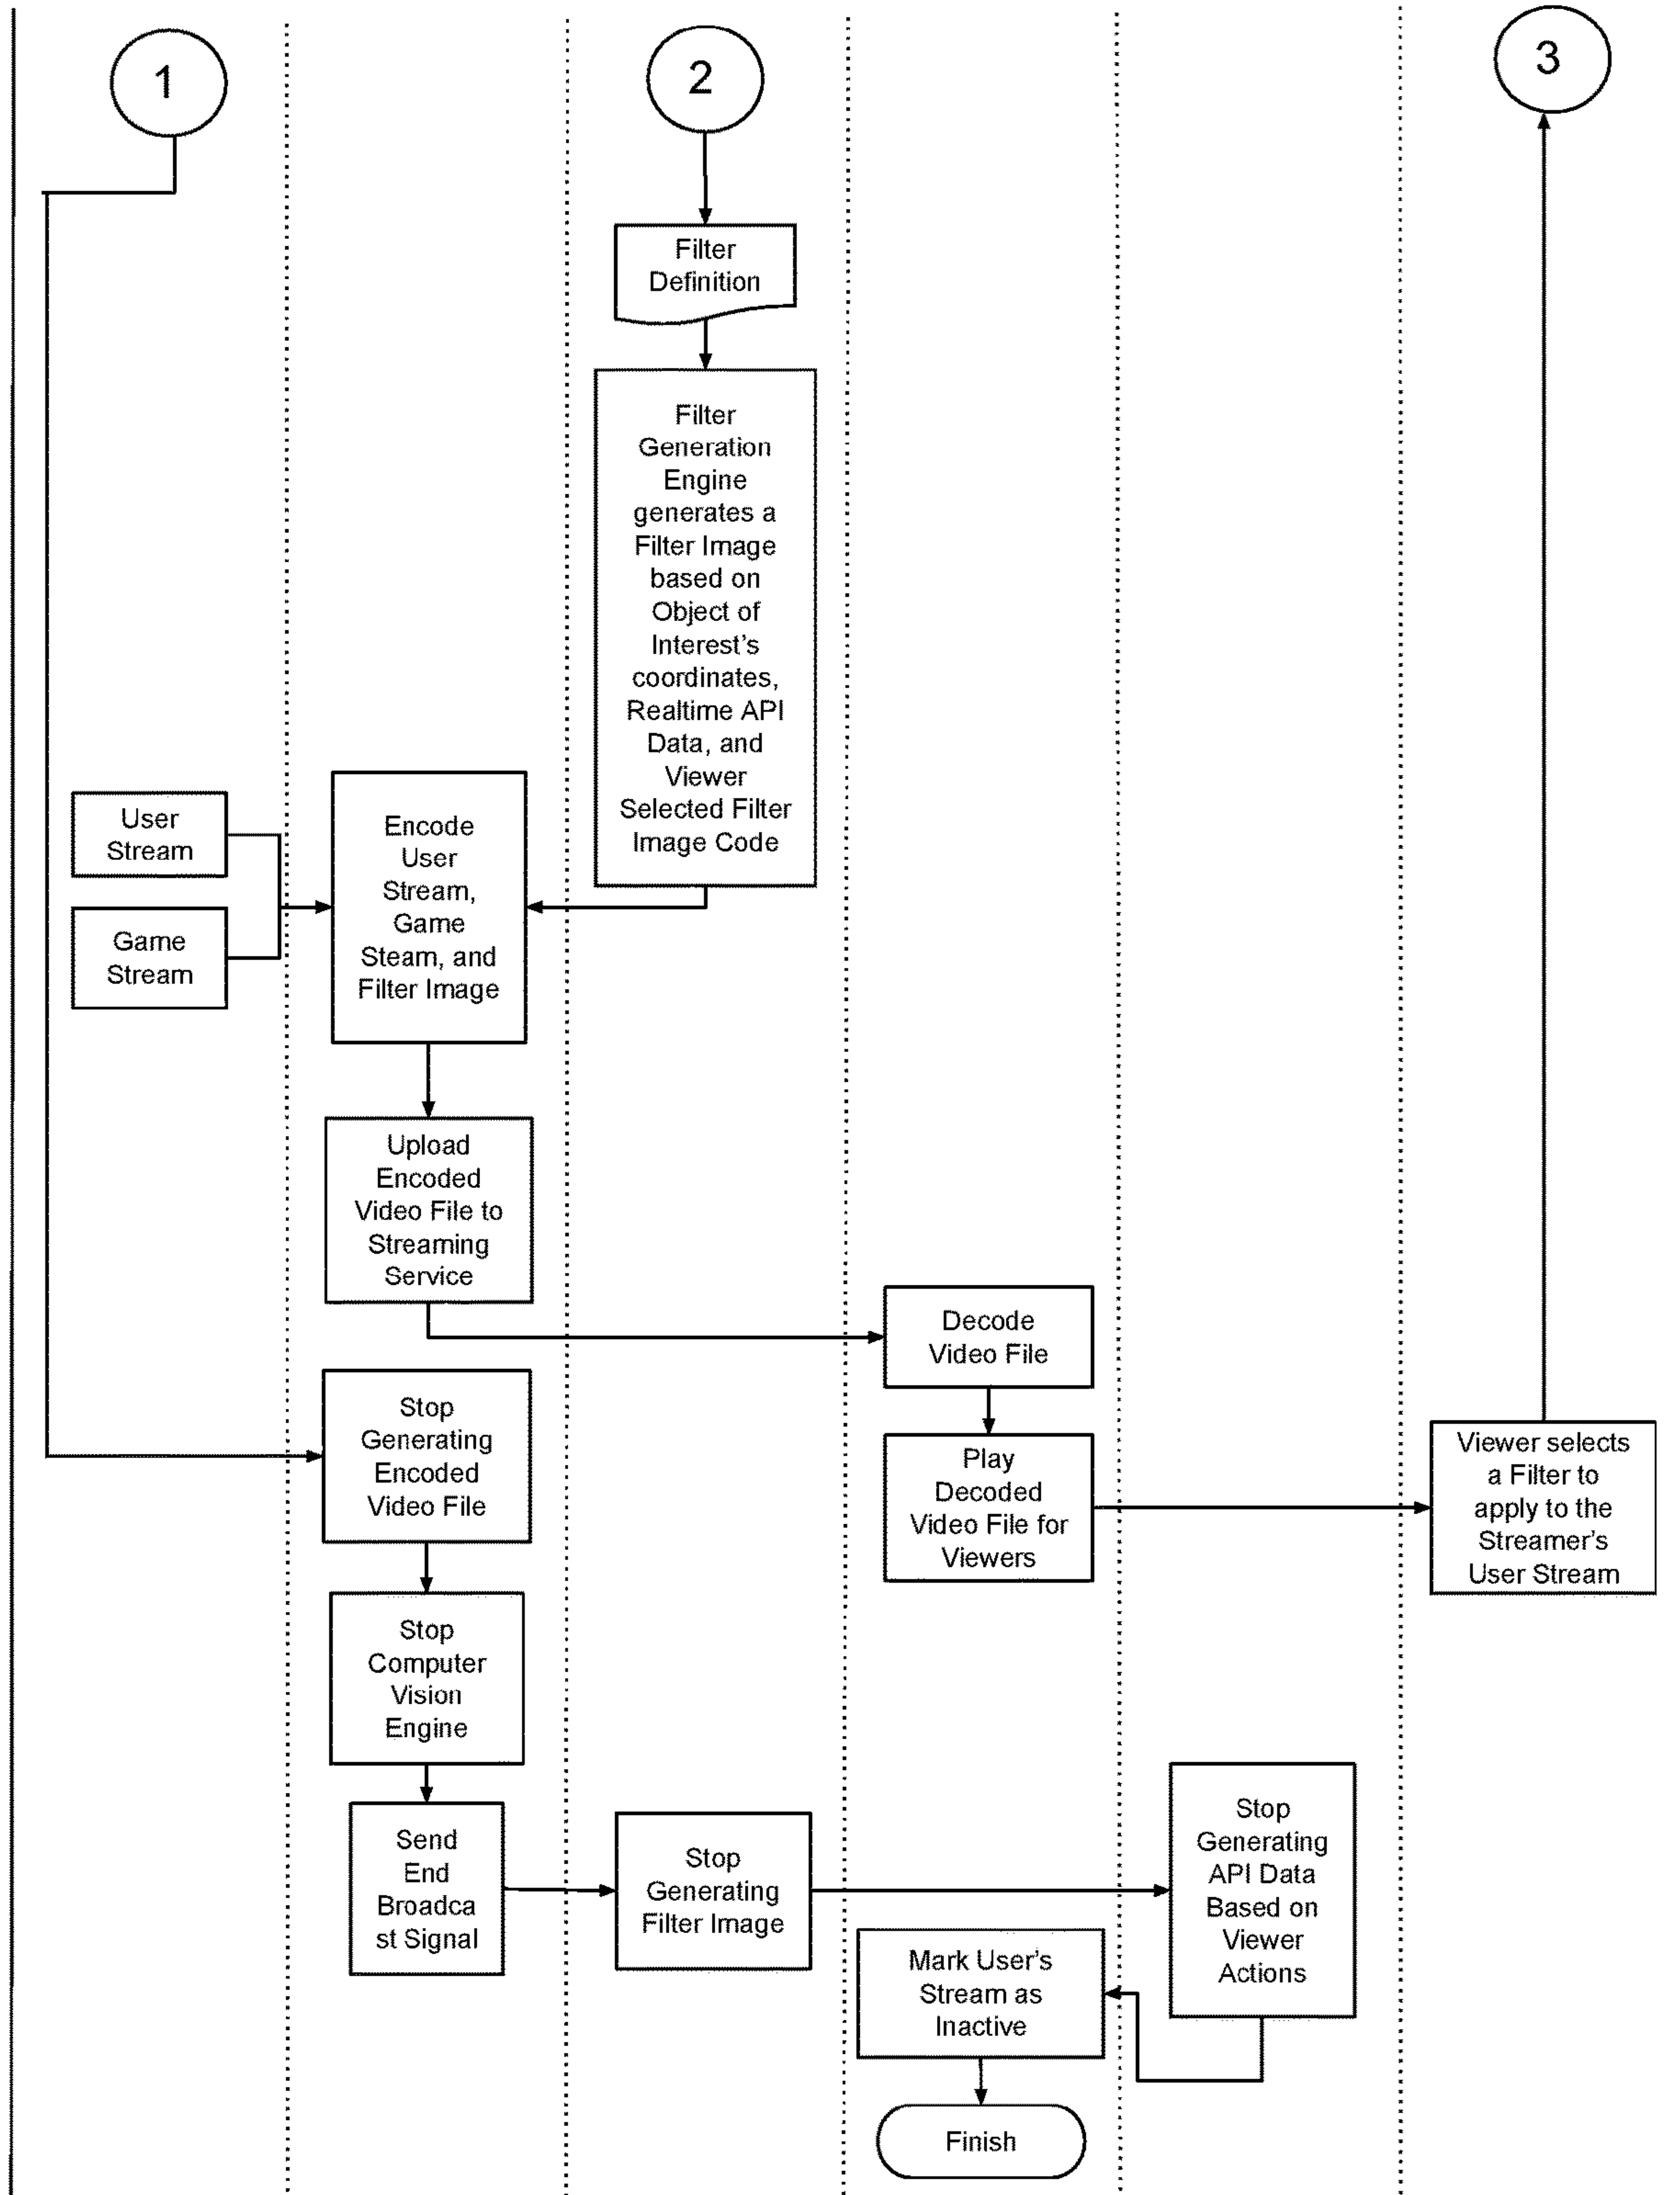 1
2
3
Filter
Definition
Filter
Generation
Engine
generates a
Filter Image
based on
Object of
Interest's
coordinates,
Realtime API
Data, and
Viewer
Selected Filter
Image Code
User
Stream
Game
Stream
Encode
User
Stream,
Game
Steam, and
Filter Image
Upload
Encoded
Video File to
Streaming
Service
Decode
Video File
Play
Decoded
Video File for
Viewers
Viewer selects
a Filter to
apply to the
Streamer's
User Stream
Stop
Generating
Encoded
Video File
Stop
Computer
Vision
Engine
Send
End
Broadca
st Signal
Stop
Generating
Filter Image
Stop
Generating
API Data
Based on
Viewer
Actions
Mark User's
Stream as
Inactive
Finish